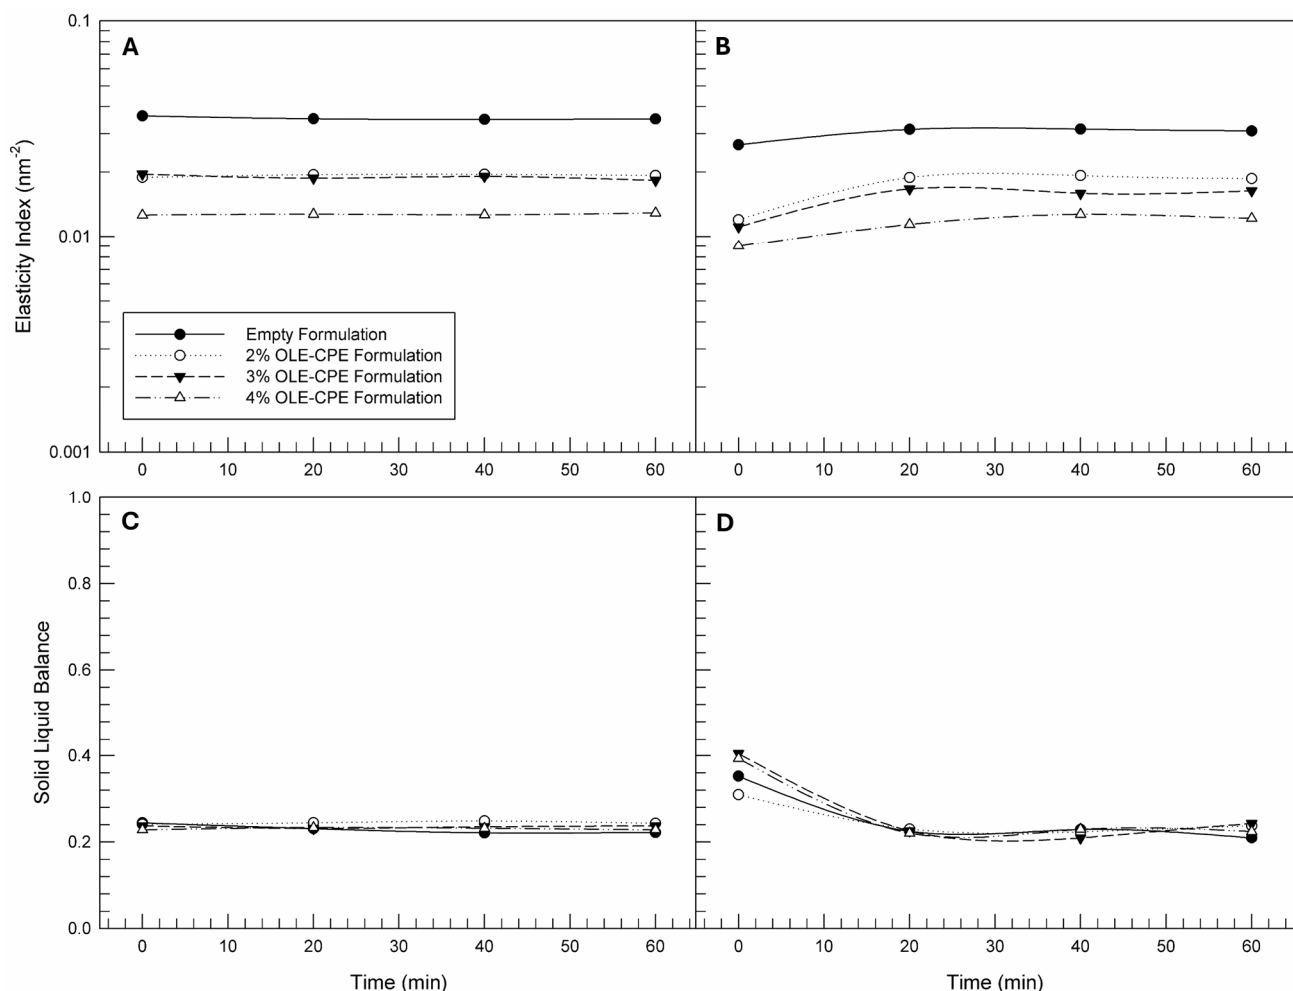 A
B
0.1
0.01
0.001
Elasticity Index (nm-2)
Empty Formulation
2% OLE-CPE Formulation
3% OLE-CPE Formulation
4% OLE-CPE Formulation
0 10 20 30 40 50 60
0 10 20 30 40 50 60
C
D
1.0
0.8
0.6
0.4
0.2
0.0
Solid Liquid Balance
0 10 20 30 40 50 60
0 10 20 30 40 50 60
Time (min)
Time (min)